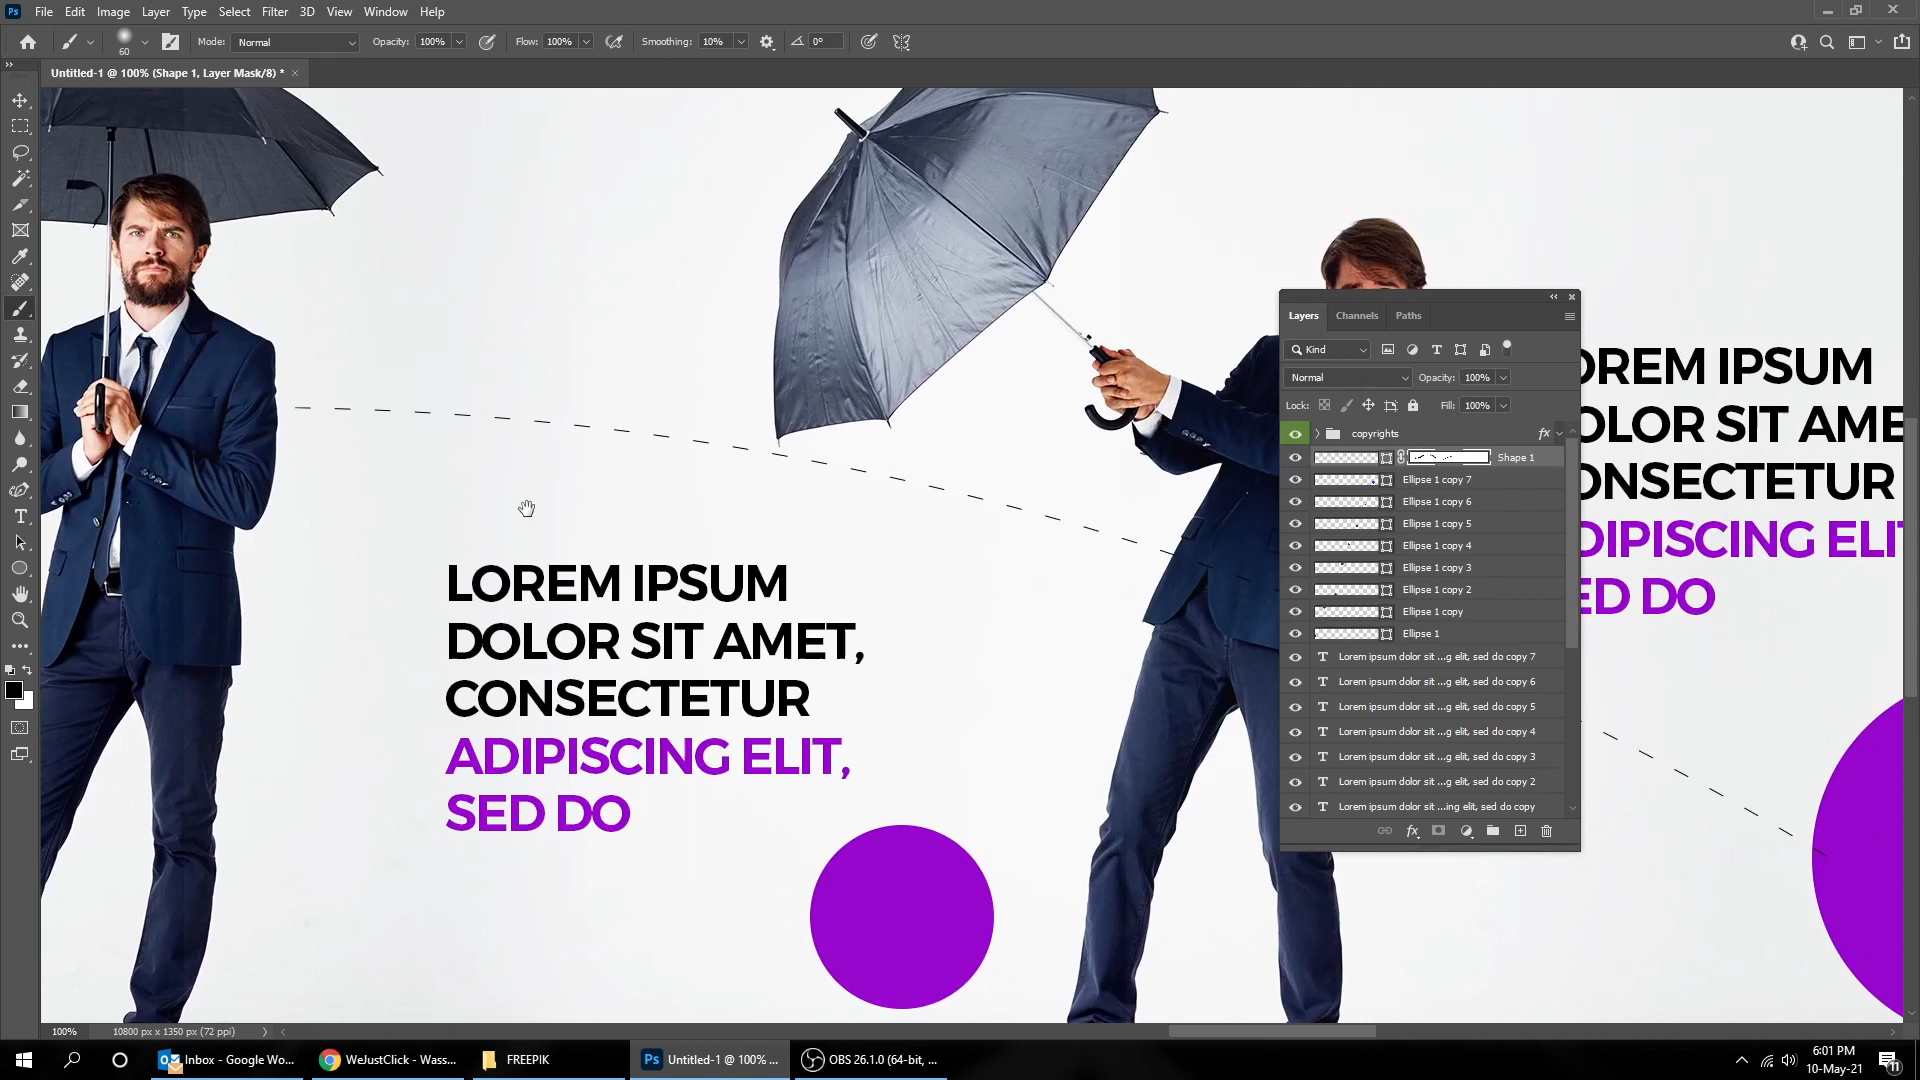 Ps File Edit Image Layer Type Select Filter 3D View Window Help
60 Mode: Normal Opacity: 100% Flow: 100% Smoothing: 10% 0°
Untitled-1 @ 100% (Shape 1, Layer Mask/8) * ×
LOREM IPSUM
DOLOR SIT AMET,
CONSECTETUR
ADIPISCING ELIT,
SED DO
Layers Channels Paths
Kind
Normal Opacity: 100%
Lock: Fill: 100%
copyrights fx
Shape 1
Ellipse 1 copy 7
Ellipse 1 copy 6
Ellipse 1 copy 5
Ellipse 1 copy 4
Ellipse 1 copy 3
Ellipse 1 copy 2
Ellipse 1 copy
Ellipse 1
T Lorem ipsum dolor sit ...g elit, sed do copy 7
T Lorem ipsum dolor sit ...g elit, sed do copy 6
T Lorem ipsum dolor sit ...g elit, sed do copy 5
T Lorem ipsum dolor sit ...g elit, sed do copy 4
T Lorem ipsum dolor sit ...g elit, sed do copy 3
T Lorem ipsum dolor sit ...g elit, sed do copy 2
T Lorem ipsum dolor sit ...ing elit, sed do copy
fx
OREM IPSUM
OLOR SIT AME
ONSECTETUR
DIPISCING ELIT
ED DO
100% 10800 px x 1350 px (72 ppi)
Inbox - Google Wo... WeJustClick - Wass... FREEPIK Ps Untitled-1 @ 100% ... OBS 26.1.0 (64-bit, ...
6:01 PM
10-May-21
11